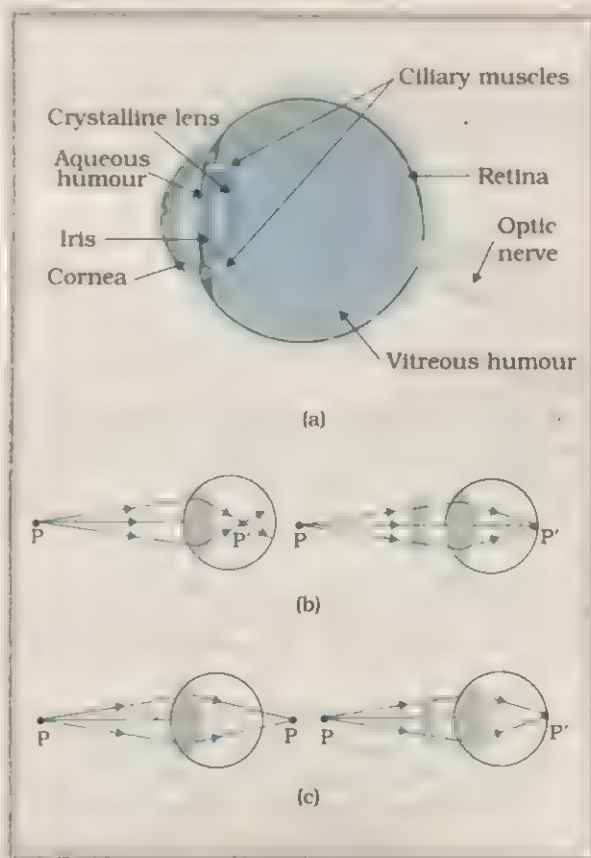 Ciliary muscles
Crystalline lens
Aqueous
humour
Retina
Iris
Optic
nerve
Cornea
Vitreous humour
(a)
P P′ P P′
(b)
P P P P′
(c)